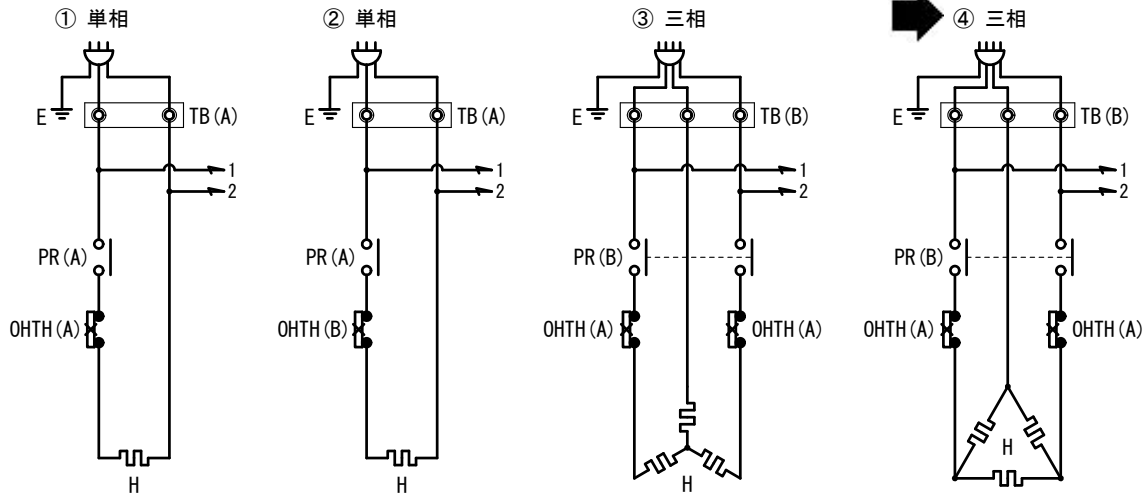 ① 単相
E
TB(A)
1
2
PR(A)
OHTH(A)
H
② 単相
E
TB(A)
1
2
PR(A)
OHTH(B)
H
③ 三相
E
TB(B)
1
2
PR(B)
OHTH(A)
OHTH(A)
H
④ 三相
E
TB(B)
1
2
PR(B)
OHTH(A)
OHTH(A)
H